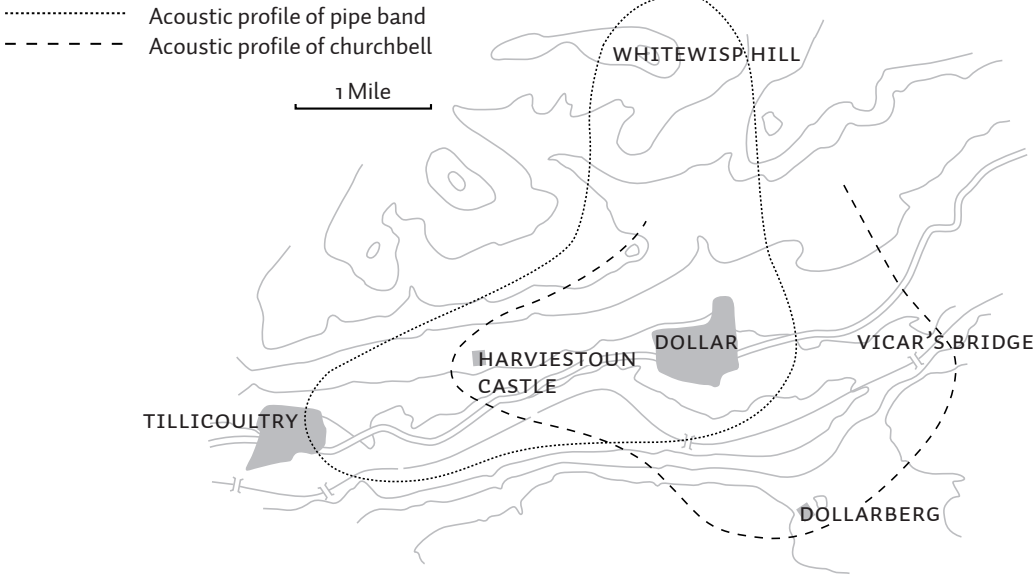 Acoustic profile of pipe band
Acoustic profile of churchbell
1 Mile
WHITEWISP HILL
DOLLAR
VICAR'S BRIDGE
HARVIESTOUN
CASTLE
TILLICOULTRY
DOLLARBERG